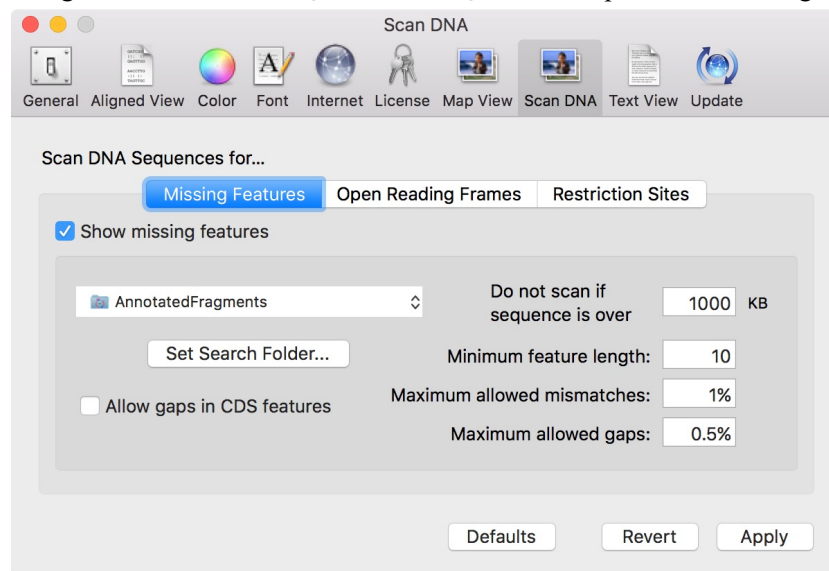 Scan DNA
General Aligned View Color Font Internet License Map View Scan DNA Text View Update
Scan DNA Sequences for...
Missing Features Open Reading Frames Restriction Sites
Show missing features
AnnotatedFragments
Do not scan if
sequence is over 1000 KB
Set Search Folder...
Minimum feature length: 10
Allow gaps in CDS features
Maximum allowed mismatches: 1%
Maximum allowed gaps: 0.5%
Defaults Revert Apply